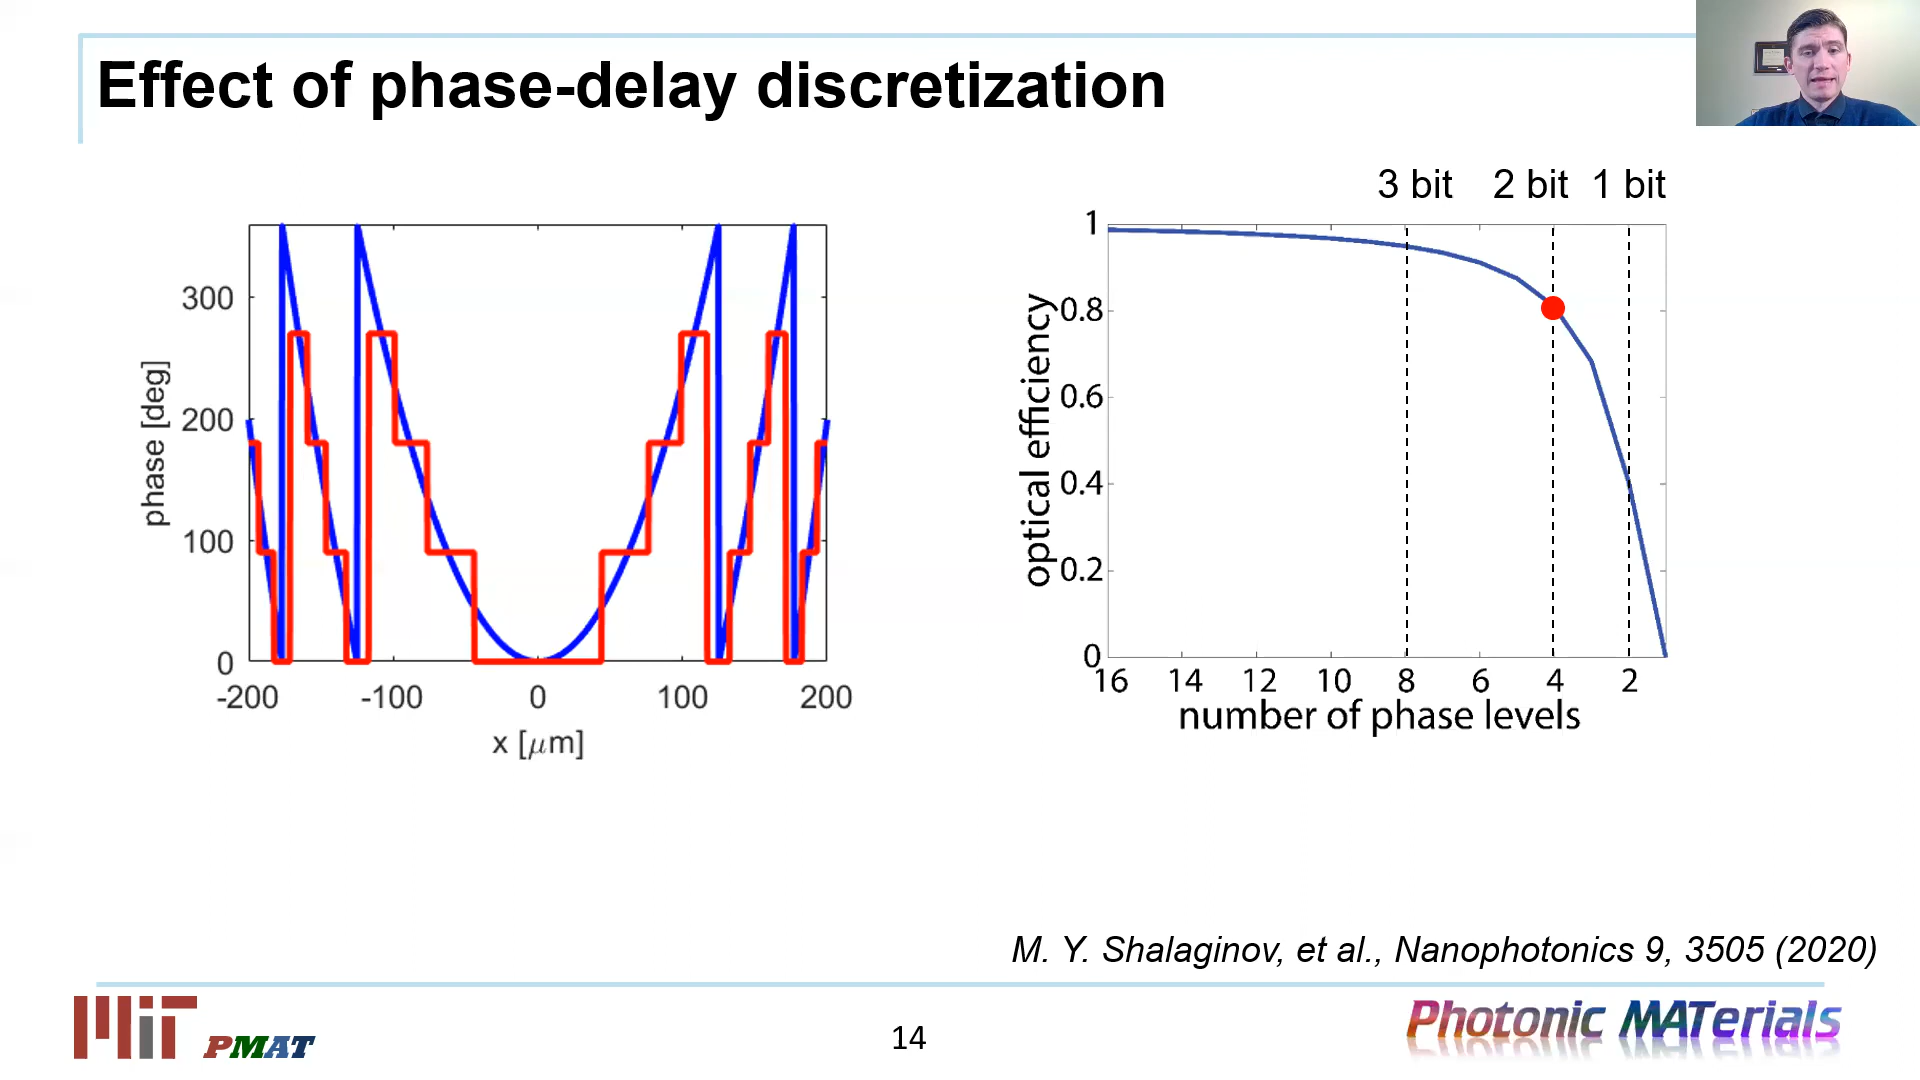 Effect of phase-delay discretization
3 bit 2 bit 1 bit
phase [deg]
300
200
100
0
-200 -100 0 100 200
x [μm]
optical efficiency
1
0.8
0.6
0.4
0.2
0
16 14 12 10 8 6 4 2
number of phase levels
M. Y. Shalaginov, et al., Nanophotonics 9, 3505 (2020)
MIT PMAT
14
Photonic MATerials